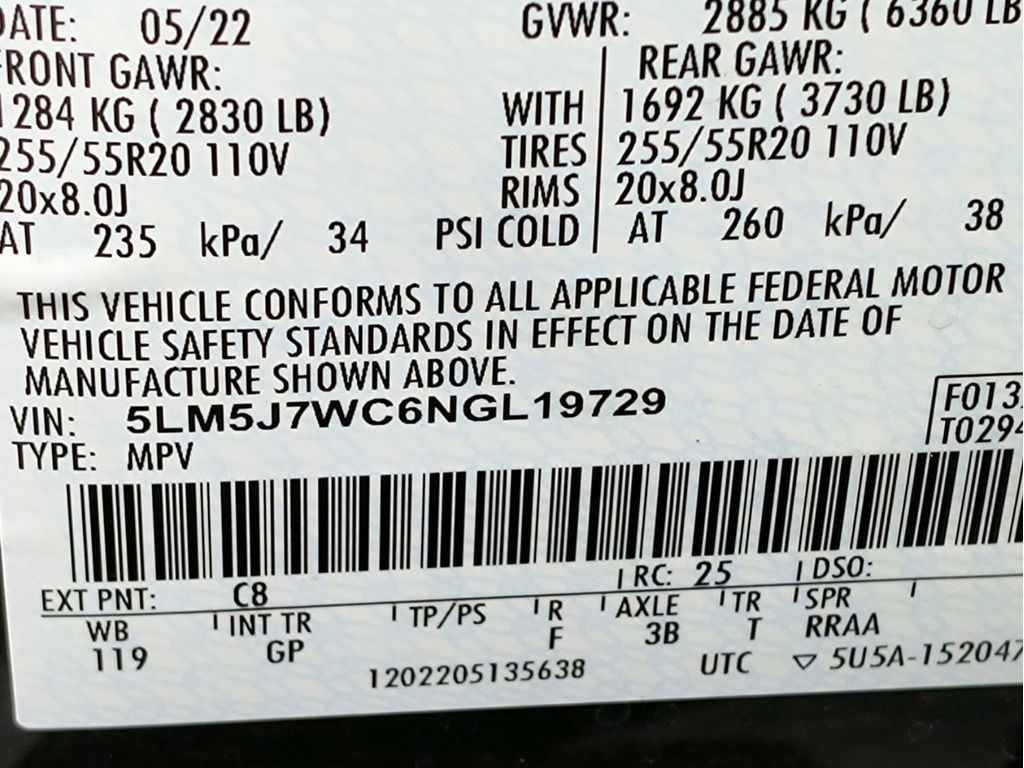 DATE: 05/22 GVWR: 2885 KG ( 6360 LB
FRONT GAWR: REAR GAWR:
1284 KG ( 2830 LB) WITH 1692 KG ( 3730 LB)
255/55R20 110V TIRES 255/55R20 110V
20x8.0J RIMS 20x8.0J
AT 235 kPa/ 34 PSI COLD AT 260 kPa/ 38
THIS VEHICLE CONFORMS TO ALL APPLICABLE FEDERAL MOTOR
VEHICLE SAFETY STANDARDS IN EFFECT ON THE DATE OF
MANUFACTURE SHOWN ABOVE.
VIN: 5LM5J7WC6NGL19729 F013
TYPE: MPV T0294
EXT PNT: C8 RC: 25 DSO:
WB INT TR TP/PS R AXLE TR SPR
119 GP F 3B T RRAA
1202205135638 UTC ▽ 5U5A-152047